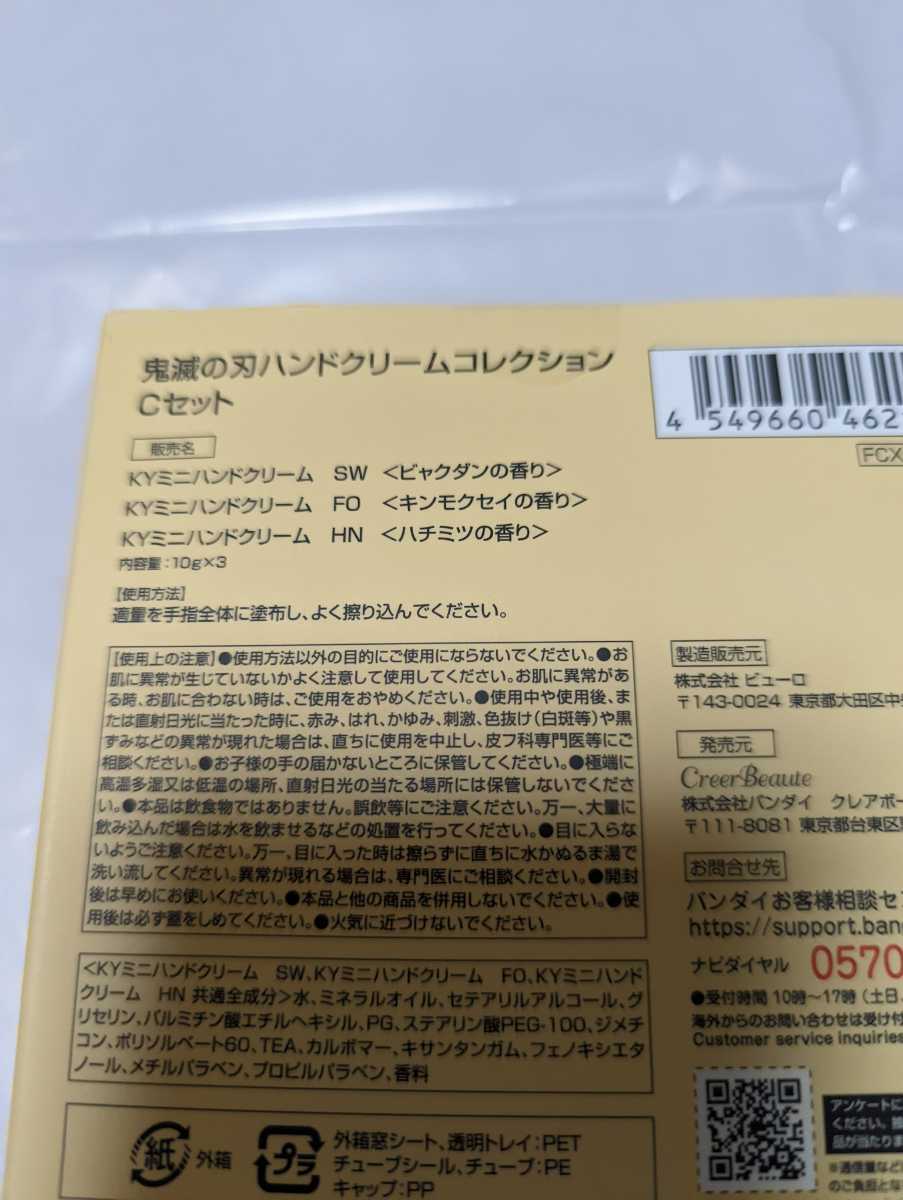 鬼滅の刃ハンドクリームコレクション
Cセット
販売名
KYミニハンドクリーム SW <ビャクダンの香り>
KYミニハンドクリーム FO <キンモクセイの香り>
KYミニハンドクリーム HN <ハチミツの香り>
内容量:10g×3
【使用方法】
適量を手指全体に塗布し、よく擦り込んでください。
【使用上の注意】●使用方法以外の目的にご使用にならないでください。●お
肌に異常が生じていないかよく注意して使用してください。お肌に異常があ
る時、お肌に合わない時は、ご使用をおやめください。●使用中や使用後、ま
たは直射日光に当たった時に、赤み、はれ、かゆみ、刺激、色抜け(白斑等)や黒
ずみなどの異常が現れた場合は、直ちに使用を中止し、皮フ科専門医等にご
相談ください。●お子様の手の届かないところに保管してください。●極端に
高温多湿又は低温の場所、直射日光の当たる場所には保管しないでくださ
い。●本品は飲食物ではありません。誤飲等にご注意ください。万一、大量に
飲み込んだ場合は水を飲ませるなどの処置を行ってください。●目に入らな
いようご注意ください。万一、目に入った時は擦らずに直ちに水かぬるま湯で
洗い流してください。異常が現れる場合は、専門医にご相談ください。●開封
後は早めにお使いください。●本品と他の商品を併用しないでください。●使
用後は必ず蓋をしめてください。●火気に近づけないでください。
<KYミニハンドクリーム SW、KYミニハンドクリーム FO、KYミニハンド
クリーム HN 共通全成分>水、ミネラルオイル、セテアリルアルコール、グ
リセリン、パルミチン酸エチルヘキシル、PG、ステアリン酸PEG-100、ジメチ
コン、ポリソルベート60、TEA、カルボマー、キサンタンガム、フェノキシエタ
ノール、メチルパラベン、プロピルパラベン、香料
紙 外箱
プラ
外箱窓シート、透明トレイ:PET
チューブシール、チューブ:PE
キャップ:PP
4 549660 462
FCX
製造販売元
株式会社 ビューロ
〒143-0024 東京都大田区中
発売元
CreerBeaute
株式会社バンダイ クレアボー
〒111-8081 東京都台東区
お問合せ先
バンダイお客様相談セ
https://support.ban
ナビダイヤル 0570
●受付時間 10時〜17時(土日、
海外からのお問い合わせは受け付
Customer service inquiries
アンケートに
ください。
品が当たりま
※通信量など
のご負担とな